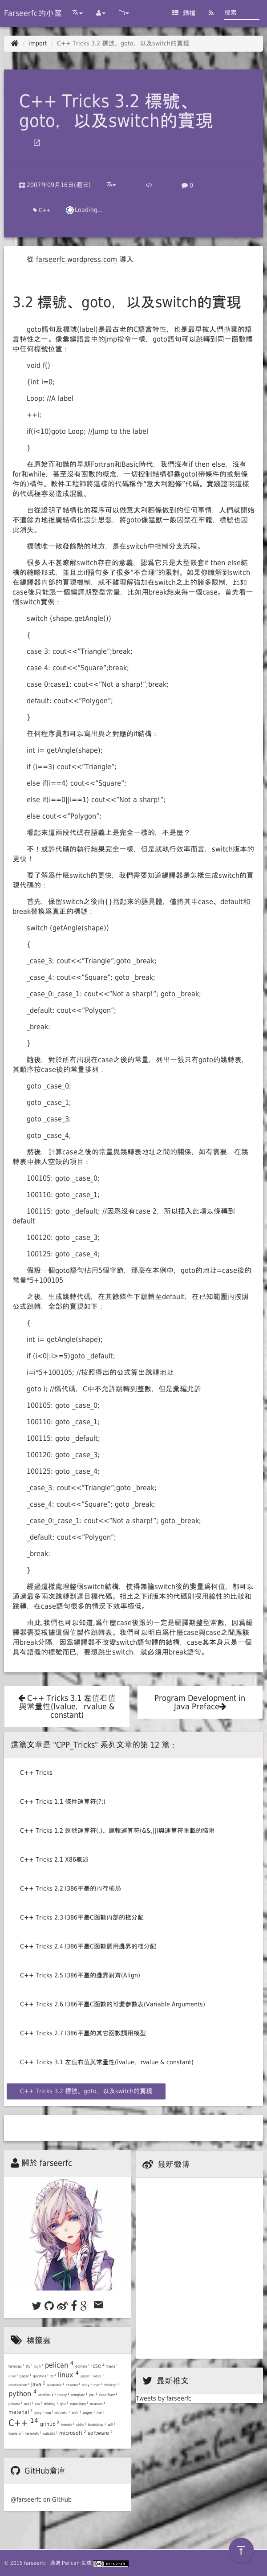 Farseerfc的小窩
歸檔
搜索
import / C++ Tricks 3.2 標號、goto，以及switch的實現
C++ Tricks 3.2 標號、
goto，以及switch的實現
2007年09月16日(週日)
0
C++
Loading...
從 farseerfc.wordpress.com 導入
3.2 標號、goto，以及switch的實現
goto語句及標號(label)是最古老的C語言特性，也是最早被人們拋棄的語
言特性之一。像彙編語言中的jmp指令一樣，goto語句可以跳轉到同一函數體
中任何標號位置：
void f()
{int i=0;
Loop: //A label
++i;
if(i<10)goto Loop; //Jump to the label
}
在原始而和諧的早期Fortran和Basic時代，我們沒有if then else，沒有
for和while，甚至沒有函數的概念，一切控制結構都靠goto(帶條件的或無條
件的)構件。軟件工程師將這樣的代碼稱作“意大利麪條”代碼。實踐證明這樣
的代碼極容易造成混亂。
自從證明了結構化的程序可以做意大利麪條做到的任何事情，人們就開始
不遺餘力地推廣結構化設計思想，將goto像猛獸一般囚禁在牢籠，標號也因
此消失。
標號唯一散發餘熱的地方，是在switch中控制分支流程。
很多人不甚瞭解switch存在的意義，認爲它只是大型嵌套if then else結
構的縮略形式，並且比if語句多了很多“不合理”的限制。如果你瞭解到switch
在編譯器內部的實現機制，就不難理解強加在switch之上的諸多限制，比如
case後只能跟一個編譯期整型常量，比如用break結束每一個case。首先看一
個switch實例：
switch (shape.getAngle())
{
case 3: cout<<”Triangle”;break;
case 4: cout<<”Square”;break;
case 0:case1: cout<<”Not a sharp!”;break;
default: cout<<”Polygon”;
}
任何程序員都可以寫出與之對應的if結構：
int i= getAngle(shape);
if (i==3) cout<<”Triangle”;
else if(i==4) cout<<”Square”;
else if(i==0||i==1) cout<<”Not a sharp!”;
else cout<<”Polygon”;
看起來這兩段代碼在語義上是完全一樣的，不是麼？
不！或許代碼的執行結果完全一樣，但是就執行效率而言，switch版本的
更快！
要了解爲什麼switch的更快，我們需要知道編譯器是怎樣生成switch的實
現代碼的：
首先，保留switch之後由{}括起來的語具體，僅將其中case、default和
break替換爲真正的標號：
switch (getAngle(shape))
{
_case_3: cout<<”Triangle”;goto _break;
_case_4: cout<<”Square”; goto _break;
_case_0:_case_1: cout<<”Not a sharp!”; goto _break;
_default: cout<<”Polygon”;
_break:
}
隨後，對於所有出現在case之後的常量，列出一張只有goto的跳轉表，
其順序按case後的常量排列：
goto _case_0;
goto _case_1;
goto _case_3;
goto _case_4;
然後，計算case之後的常量與跳轉表地址之間的關係，如有需要，在跳
轉表中插入空缺的項目：
100105: goto _case_0;
100110: goto _case_1;
100115: goto _default; //因爲沒有case 2，所以插入此項以條轉到
default
100120: goto _case_3;
100125: goto _case_4;
假設一個goto語句佔用5個字節，那麼在本例中，goto的地址=case後的
常量*5+100105
之後，生成跳轉代碼，在其餘條件下跳轉至default，在已知範圍內按照
公式跳轉，全部的實現如下：
{
int i= getAngle(shape);
if (i<0||i>=5)goto _default;
i=i*5+100105; //按照得出的公式算出跳轉地址
goto i; //僞代碼，C中不允許跳轉到整數，但是彙編允許
100105: goto _case_0;
100110: goto _case_1;
100115: goto _default;
100120: goto _case_3;
100125: goto _case_4;
_case_3: cout<<”Triangle”;goto _break;
_case_4: cout<<”Square”; goto _break;
_case_0:_case_1: cout<<”Not a sharp!”; goto _break;
_default: cout<<”Polygon”;
_break:
}
經過這樣處理整個switch結構，使得無論switch後的變量爲何值，都可以
通過最多兩次跳轉到達目標代碼。相比之下if版本的代碼則採用線性的比較和
跳轉，在case語句很多的情況下效率極低。
由此,我們也可以知道,爲什麼case後跟的一定是編譯期整型常數，因爲編
譯器需要根據這個值製作跳轉表。我們可以明白爲什麼case與case之間應該
用break分隔，因爲編譯器不改變switch語句體的結構，case其本身只是一個
具有語義的標號而已，要想跳出switch，就必須用break語句。
C++ Tricks 3.1 左值右值
與常量性(lvalue，rvalue &
constant)
Program Development in
Java Preface
這篇文章是 "CPP_Tricks" 系列文章的第 12 篇：
C++ Tricks
C++ Tricks 1.1 條件運算符(?:)
C++ Tricks 1.2 逗號運算符(,)、邏輯運算符(&&,||)與運算符重載的陷阱
C++ Tricks 2.1 X86概述
C++ Tricks 2.2 I386平臺的內存佈局
C++ Tricks 2.3 I386平臺C函數內部的棧分配
C++ Tricks 2.4 I386平臺C函數調用邊界的棧分配
C++ Tricks 2.5 I386平臺的邊界對齊(Align)
C++ Tricks 2.6 I386平臺C函數的可變參數表(Variable Arguments)
C++ Tricks 2.7 I386平臺的其它函數調用模型
C++ Tricks 3.1 左值右值與常量性(lvalue，rvalue & constant)
C++ Tricks 3.2 標號、goto，以及switch的實現
關於 farseerfc
最新微博
標籤雲
pelican 4
icse 2
linux 4
java 2
python 4
material 2
C++ 14
github 2
microsoft 2 software 2
最新推文
Tweets by farseerfc
GitHub倉庫
@farseerfc on GitHub
© 2015 farseerfc · 通過 Pelican 生成